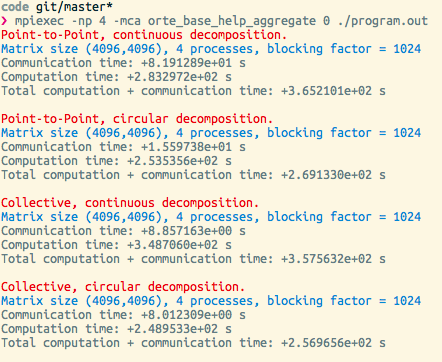 code git/master*
❯ mpiexec -np 4 -mca orte_base_help_aggregate 0 ./program.out
Point-to-Point, continuous decomposition.
Matrix size (4096,4096), 4 processes, blocking factor = 1024
Communication time: +8.191289e+01 s
Computation time: +2.832972e+02 s
Total computation + communication time: +3.652101e+02 s

Point-to-Point, circular decomposition.
Matrix size (4096,4096), 4 processes, blocking factor = 1024
Communication time: +1.559738e+01 s
Computation time: +2.535356e+02 s
Total computation + communication time: +2.691330e+02 s

Collective, continuous decomposition.
Matrix size (4096,4096), 4 processes, blocking factor = 1024
Communication time: +8.857163e+00 s
Computation time: +3.487060e+02 s
Total computation + communication time: +3.575632e+02 s

Collective, circular decomposition.
Matrix size (4096,4096), 4 processes, blocking factor = 1024
Communication time: +8.012309e+00 s
Computation time: +2.489533e+02 s
Total computation + communication time: +2.569656e+02 s